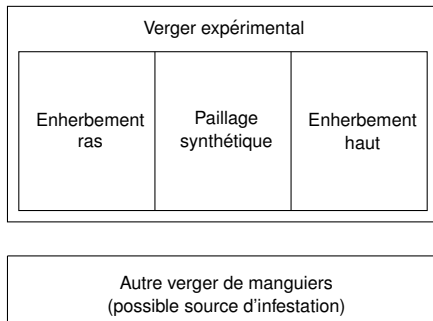 Verger expérimental
Enherbement
ras
Paillage
synthétique
Enherbement
haut
Autre verger de manguiers
(possible source d'infestation)